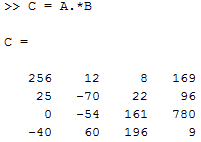 >> C = A.*B
C =
256 12 8 169
25 -70 22 96
0 -54 161 780
-40 60 196 9